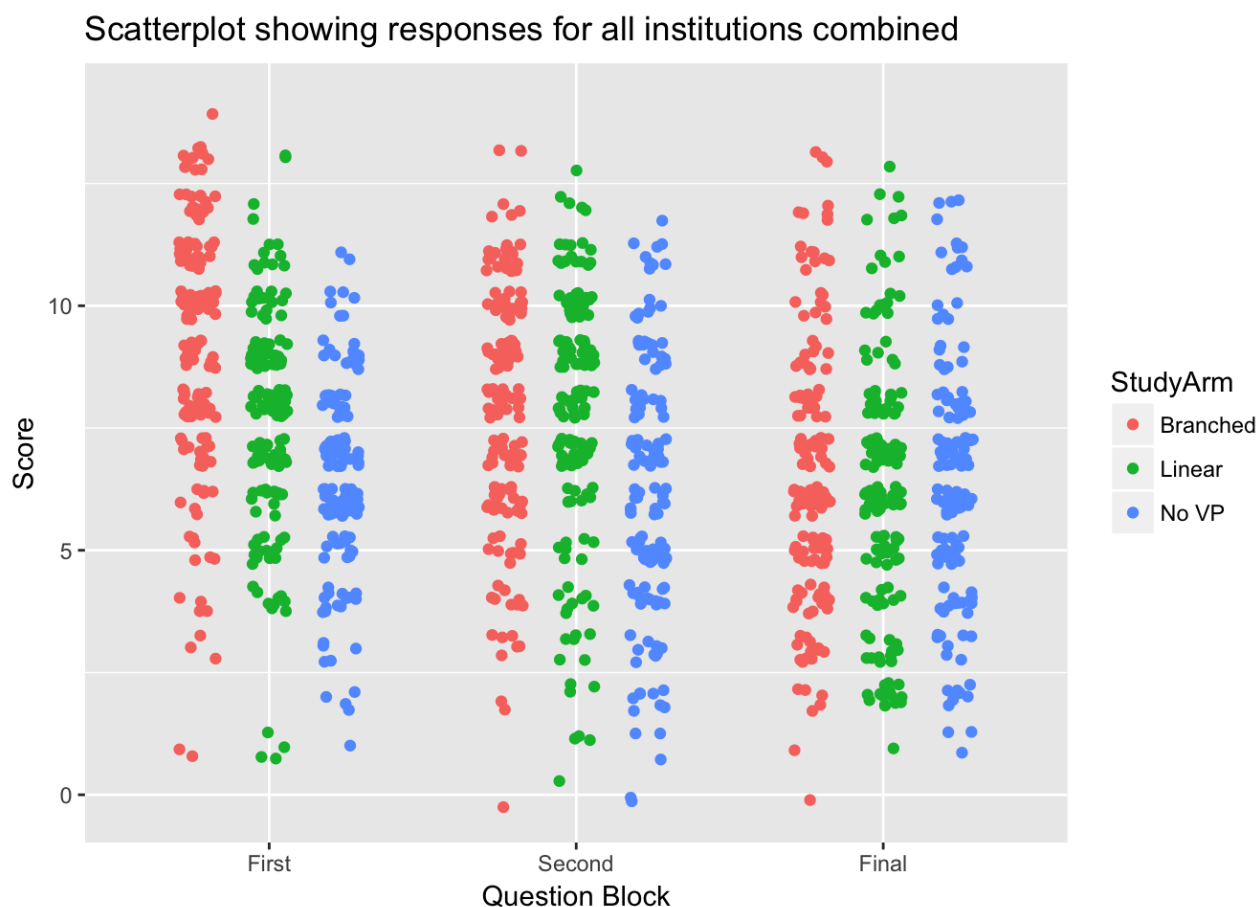 Scatterplot showing responses for all institutions combined
Score
10
5
0
First
Second
Final
Question Block
StudyArm
Branched
Linear
No VP